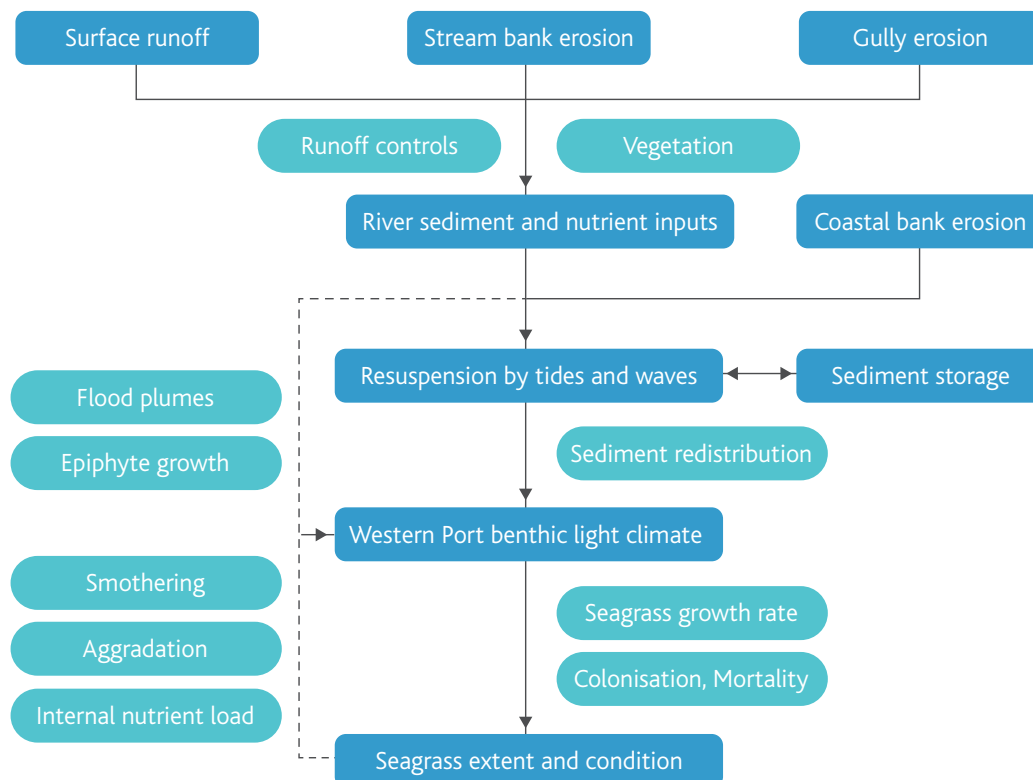 Surface runoff
Stream bank erosion
Gully erosion
Runoff controls
Vegetation
River sediment and nutrient inputs
Coastal bank erosion
Resuspension by tides and waves
Sediment storage
Flood plumes
Epiphyte growth
Sediment redistribution
Western Port benthic light climate
Smothering
Aggradation
Internal nutrient load
Seagrass growth rate
Colonisation, Mortality
Seagrass extent and condition